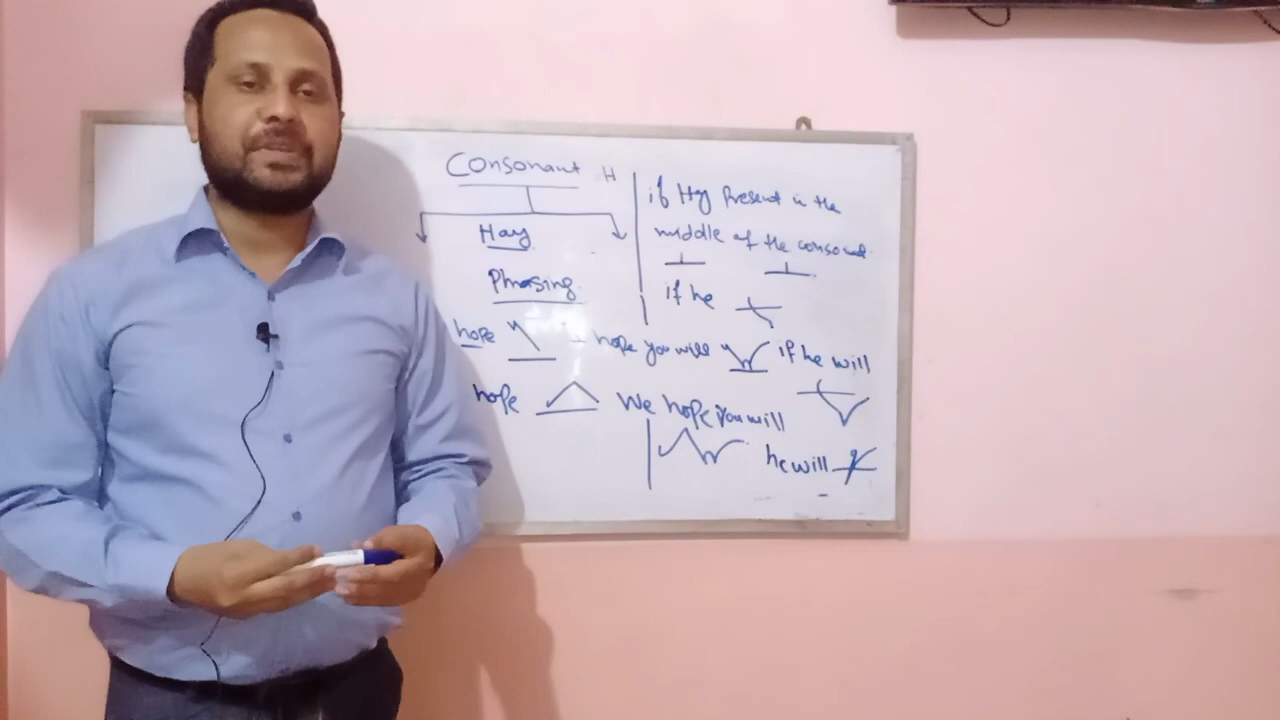 Consonant H
Hay
Phrasing
hope
hope you will
hope
We hope you will
if Hay Present in the
middle of the consonat
if he
if he will
he will